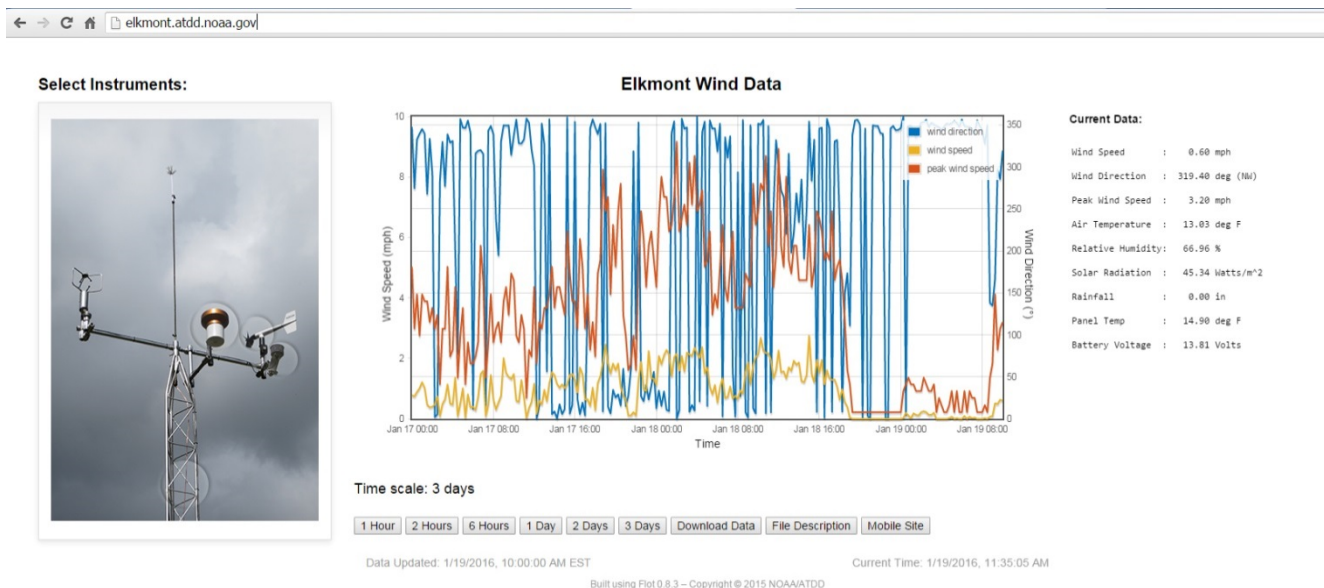 elkmont.atdd.noaa.gov
Select Instruments:
Elkmont Wind Data
10
8
6
4
2
0
Wind Speed (mph)
wind direction
wind speed
peak wind speed
350
300
250
200
150
100
50
0
Wind Direction (°)
Jan 17 00:00 Jan 17 08:00 Jan 17 16:00 Jan 18 00:00 Jan 18 08:00 Jan 18 16:00 Jan 19 00:00 Jan 19 08:00
Time
Current Data:
Wind Speed : 0.60 mph
Wind Direction : 319.40 deg (NW)
Peak Wind Speed : 3.20 mph
Air Temperature : 13.03 deg F
Relative Humidity: 66.96 %
Solar Radiation : 45.34 Watts/m^2
Rainfall : 0.00 in
Panel Temp : 14.90 deg F
Battery Voltage : 13.81 Volts
Time scale: 3 days
1 Hour 2 Hours 6 Hours 1 Day 2 Days 3 Days Download Data File Description Mobile Site
Data Updated: 1/19/2016, 10:00:00 AM EST
Current Time: 1/19/2016, 11:35:05 AM
Built using Flot 0.8.3 – Copyright © 2015 NOAA/ATDD